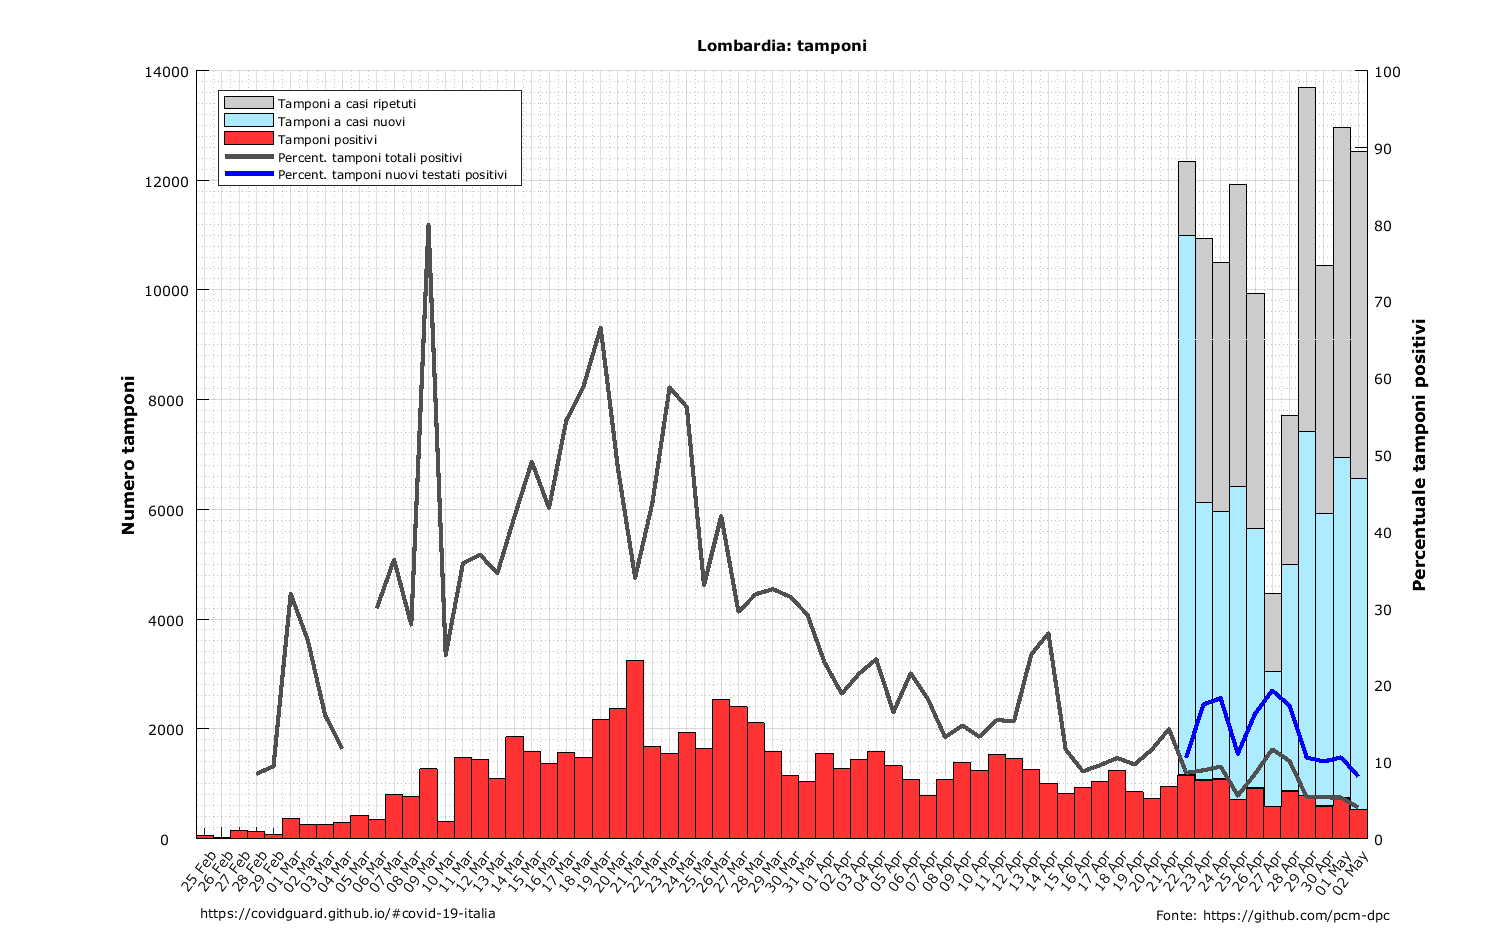 Lombardia: tamponi
Tamponi a casi ripetuti
Tamponi a casi nuovi
Tamponi positivi
Percent. tamponi totali positivi
Percent. tamponi nuovi testati positivi
Numero tamponi
14000
12000
10000
8000
6000
4000
2000
0
Percentuale tamponi positivi
100
90
80
70
60
50
40
30
20
10
0
25 Feb
26 Feb
27 Feb
28 Feb
29 Feb
01 Mar
02 Mar
03 Mar
04 Mar
05 Mar
06 Mar
07 Mar
08 Mar
09 Mar
10 Mar
11 Mar
12 Mar
13 Mar
14 Mar
15 Mar
16 Mar
17 Mar
18 Mar
19 Mar
20 Mar
21 Mar
22 Mar
23 Mar
24 Mar
25 Mar
26 Mar
27 Mar
28 Mar
29 Mar
30 Mar
31 Mar
01 Apr
02 Apr
03 Apr
04 Apr
05 Apr
06 Apr
07 Apr
08 Apr
09 Apr
10 Apr
11 Apr
12 Apr
13 Apr
14 Apr
15 Apr
16 Apr
17 Apr
18 Apr
19 Apr
20 Apr
21 Apr
22 Apr
23 Apr
24 Apr
25 Apr
26 Apr
27 Apr
28 Apr
29 Apr
30 Apr
01 May
02 May
https://covidguard.github.io/#covid-19-italia
Fonte: https://github.com/pcm-dpc